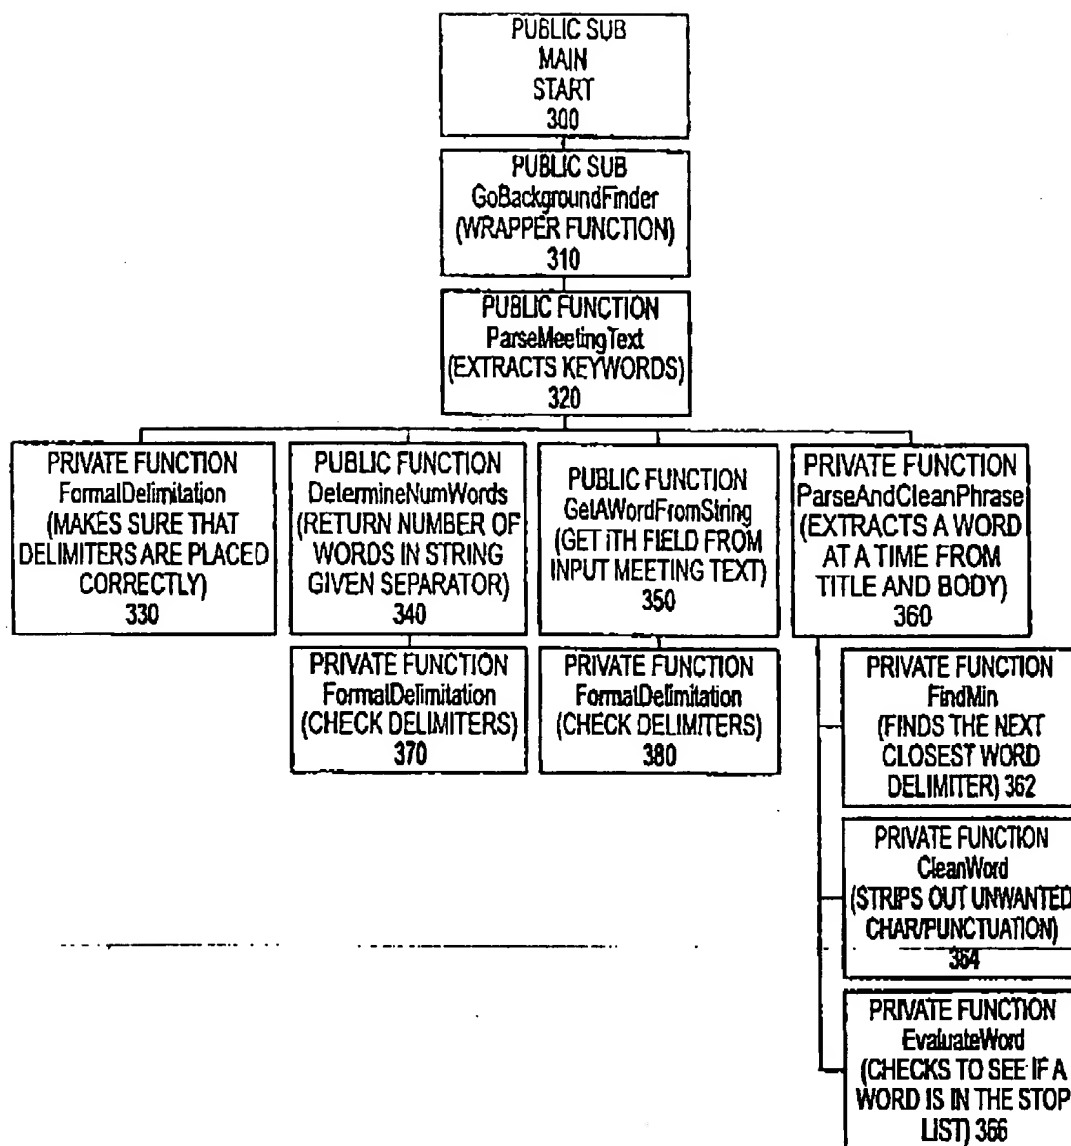 PUBLIC SUB
MAIN
START
300
PUBLIC SUB
GoBackgroundFinder
(WRAPPER FUNCTION)
310
PUBLIC FUNCTION
ParseMeetingText
(EXTRACTS KEYWORDS)
320
PRIVATE FUNCTION
FormalDelimitation
(MAKES SURE THAT
DELIMITERS ARE PLACED
CORRECTLY)
330
PUBLIC FUNCTION
DetermineNumWords
(RETURN NUMBER OF
WORDS IN STRING
GIVEN SEPARATOR)
340
PUBLIC FUNCTION
GetAWordFromString
(GET iTH FIELD FROM
INPUT MEETING TEXT)
350
PRIVATE FUNCTION
ParseAndCleanPhrase
(EXTRACTS A WORD
AT A TIME FROM
TITLE AND BODY)
360
PRIVATE FUNCTION
FormalDelimitation
(CHECK DELIMITERS)
370
PRIVATE FUNCTION
FormalDelimitation
(CHECK DELIMITERS)
380
PRIVATE FUNCTION
FindMin
(FINDS THE NEXT
CLOSEST WORD
DELIMITER) 362
PRIVATE FUNCTION
CleanWord
(STRIPS OUT UNWANTED
CHAR/PUNCTUATION)
364
PRIVATE FUNCTION
EvaluateWord
(CHECKS TO SEE IF A
WORD IS IN THE STOP
LIST) 366